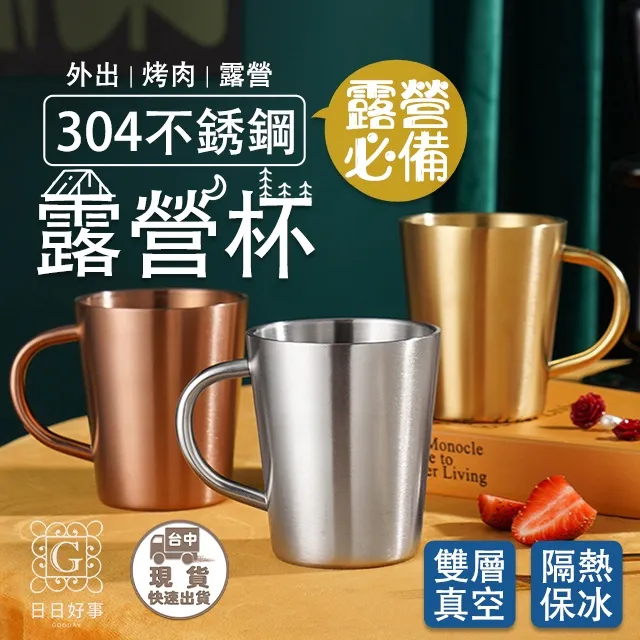 外出 | 烤肉 | 露營
304不銹鋼
露營杯
露營
必備
Monocle
e to
er Living
G
日日好事
GOODAY
台中
現貨
快速出貨
雙層
真空
隔熱
保冰